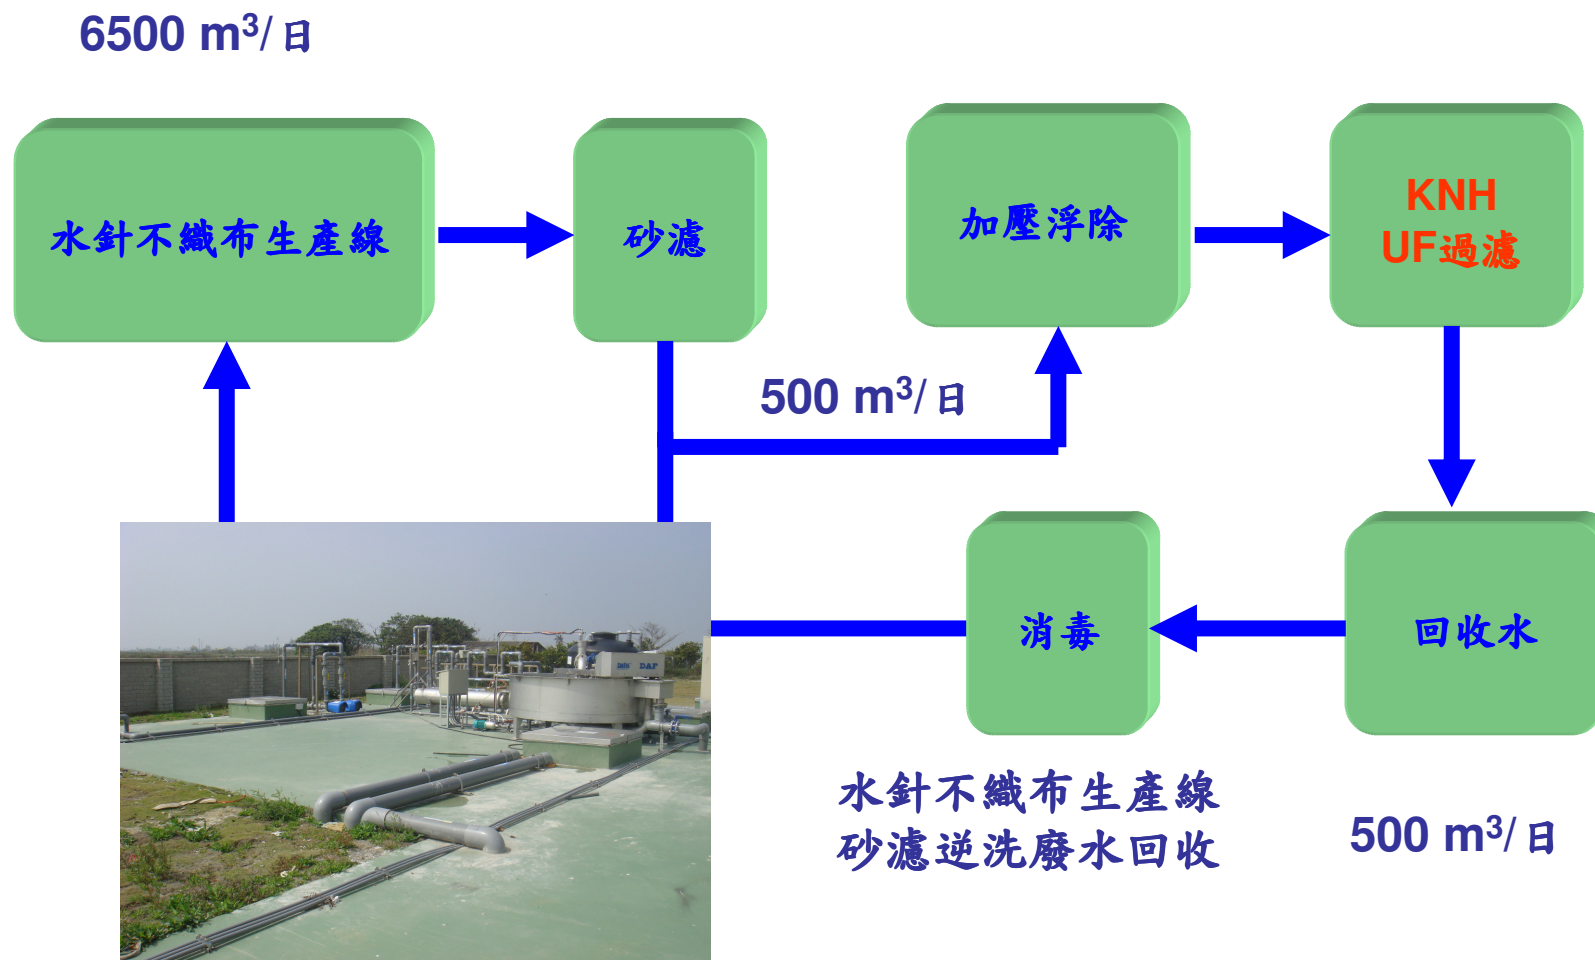 6500 m³/日
水針不織布生產線
砂濾
加壓浮除
KNH
UF過濾
500 m³/日
消毒
回收水
DAF
水針不織布生產線
砂濾逆洗廢水回收
500 m³/日